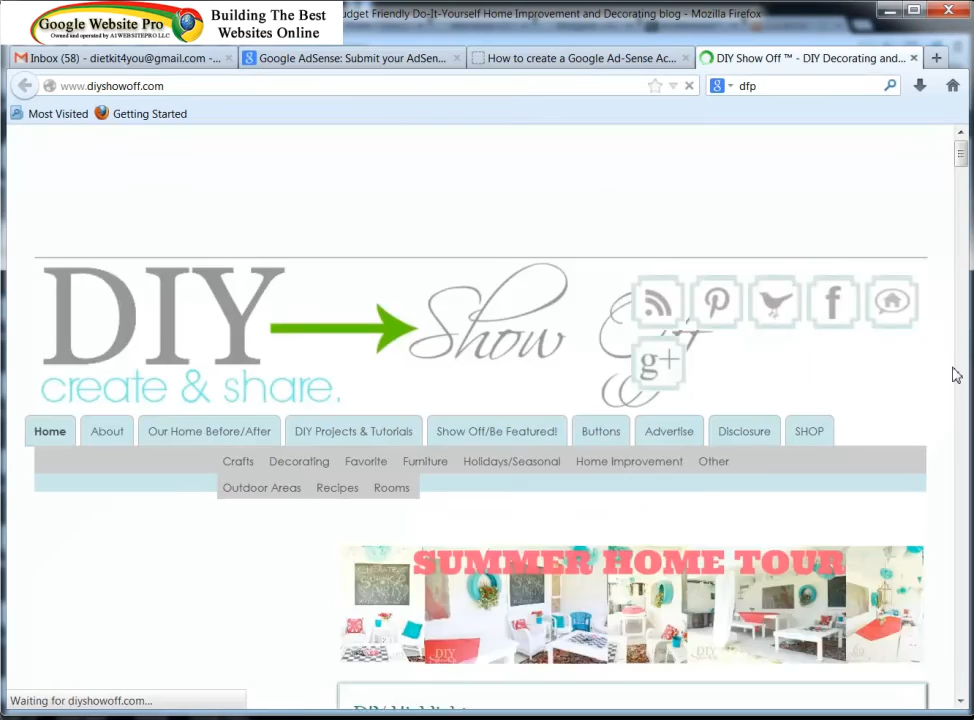 Google Website Pro
Owned and operated by A1WEBSITEPRO LLC
Building The Best
Websites Online
udget Friendly Do-It-Yourself Home Improvement and Decorating blog - Mozilla Firefox
Inbox (58) - dietkit4you@gmail.com -...
Google AdSense: Submit your AdSen...
How to create a Google Ad-Sense Ac...
DIY Show Off ™ - DIY Decorating and...
www.diyshowoff.com
dfp
Most Visited
Getting Started
DIY Show Off
create & share.
g+
Home About Our Home Before/After DIY Projects & Tutorials Show Off/Be Featured! Buttons Advertise Disclosure SHOP
Crafts Decorating Favorite Furniture Holidays/Seasonal Home Improvement Other
Outdoor Areas Recipes Rooms
SUMMER HOME TOUR
Waiting for diyshowoff.com...